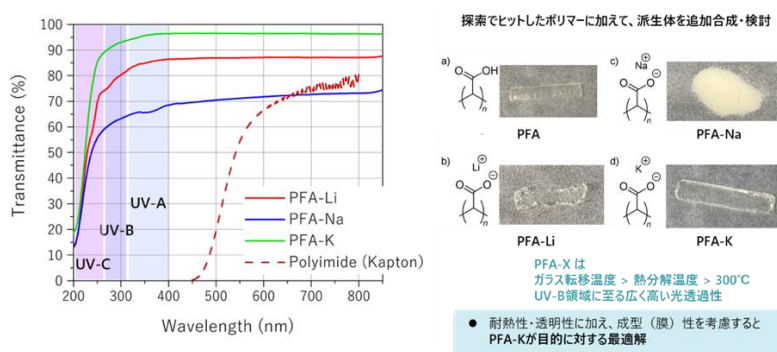 100
90
80
70
60
50
40
30
20
10
0
Transmittance (%)
200 300 400 500 600 700 800
Wavelength (nm)
UV-A
UV-B
UV-C
PFA-Li
PFA-Na
PFA-K
Polyimide (Kapton)
探索でヒットしたポリマーに加えて、派生体を追加合成・検討
a)
O
OH
n
PFA
c)
Na⊕
O
O⊖
n
PFA-Na
b)
Li⊕
O
O⊖
n
PFA-Li
d)
K⊕
O
O⊖
n
PFA-K
PFA-X は
ガラス転移温度 > 熱分解温度 > 300℃
UV-B領域に至る広く高い光透過性
● 耐熱性・透明性に加え、成型（膜）性を考慮すると
PFA-Kが目的に対する最適解